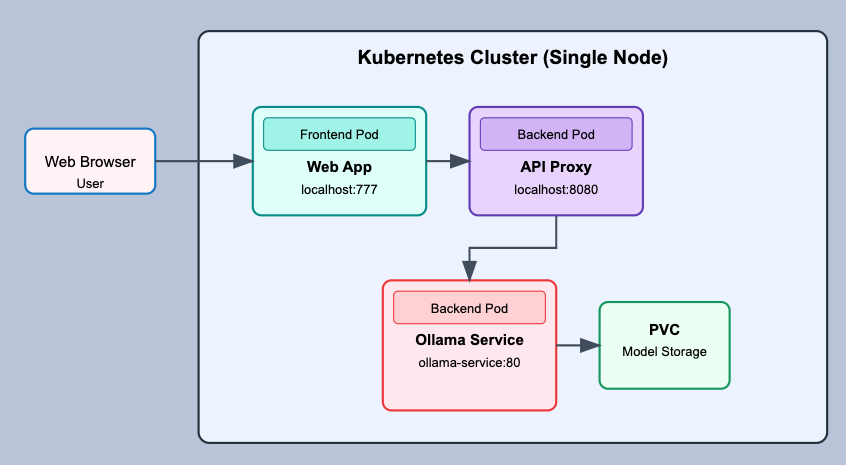 Kubernetes Cluster (Single Node)
Web Browser
User
Frontend Pod
Web App
localhost:777
Backend Pod
API Proxy
localhost:8080
Backend Pod
Ollama Service
ollama-service:80
PVC
Model Storage